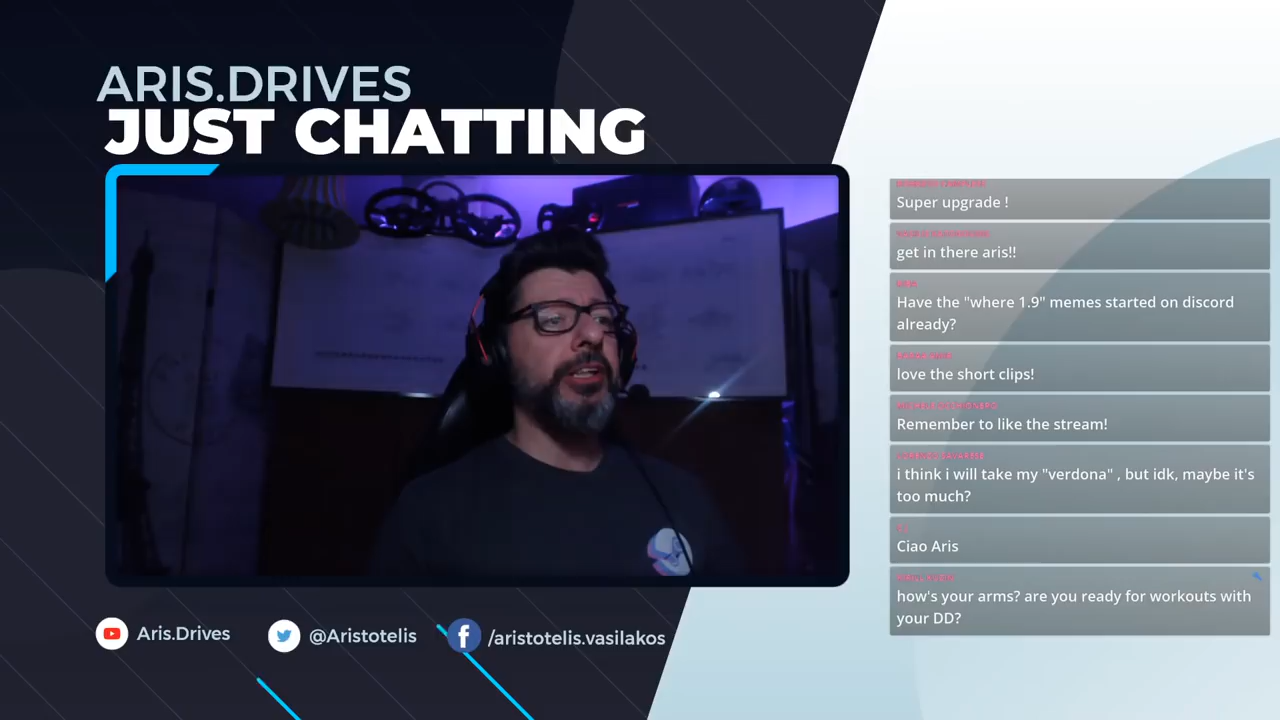 ARIS.DRIVES
JUST CHATTING
Super upgrade !
get in there aris!!
Have the "where 1.9" memes started on discord
already?
love the short clips!
Remember to like the stream!
i think i will take my "verdona" , but idk, maybe it's
too much?
Ciao Aris
how's your arms? are you ready for workouts with
your DD?
Aris.Drives
@Aristotelis
/aristotelis.vasilakos